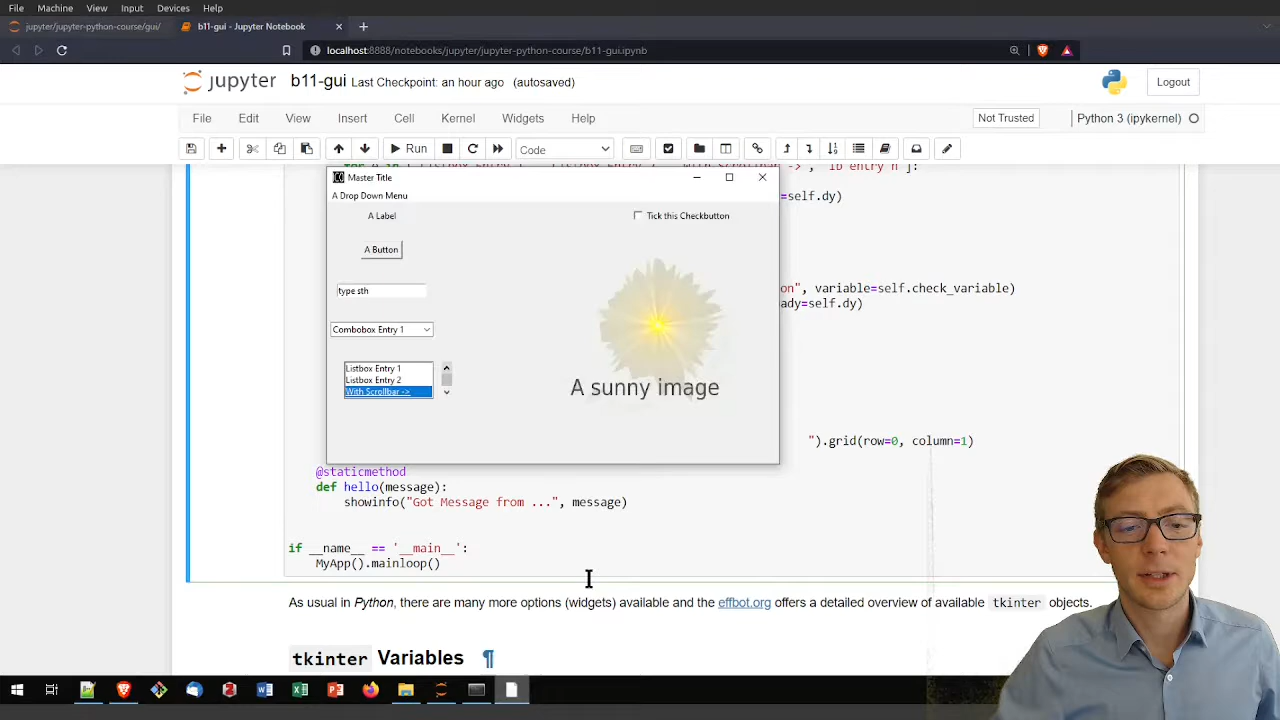 File Machine View Input Devices Help
jupyter/jupyter-python-course/gui/ b11-gui - Jupyter Notebook
localhost:8888/notebooks/jupyter/jupyter-python-course/b11-gui.ipynb
jupyter b11-gui Last Checkpoint: an hour ago (autosaved) Logout
File Edit View Insert Cell Kernel Widgets Help Not Trusted Python 3 (ipykernel)
Run Code
Master Title
A Drop Down Menu =self.dy)
A Label Tick this Checkbutton
A Button
type sth on", variable=self.check_variable)
ady=self.dy)
Combobox Entry 1
Listbox Entry 1
Listbox Entry 2
With Scrollbar ->
A sunny image
").grid(row=0, column=1)
@staticmethod
def hello(message):
showinfo("Got Message from ...", message)
if __name__ == '__main__':
MyApp().mainloop()
As usual in Python, there are many more options (widgets) available and the effbot.org offers a detailed overview of available tkinter objects.
tkinter Variables ¶